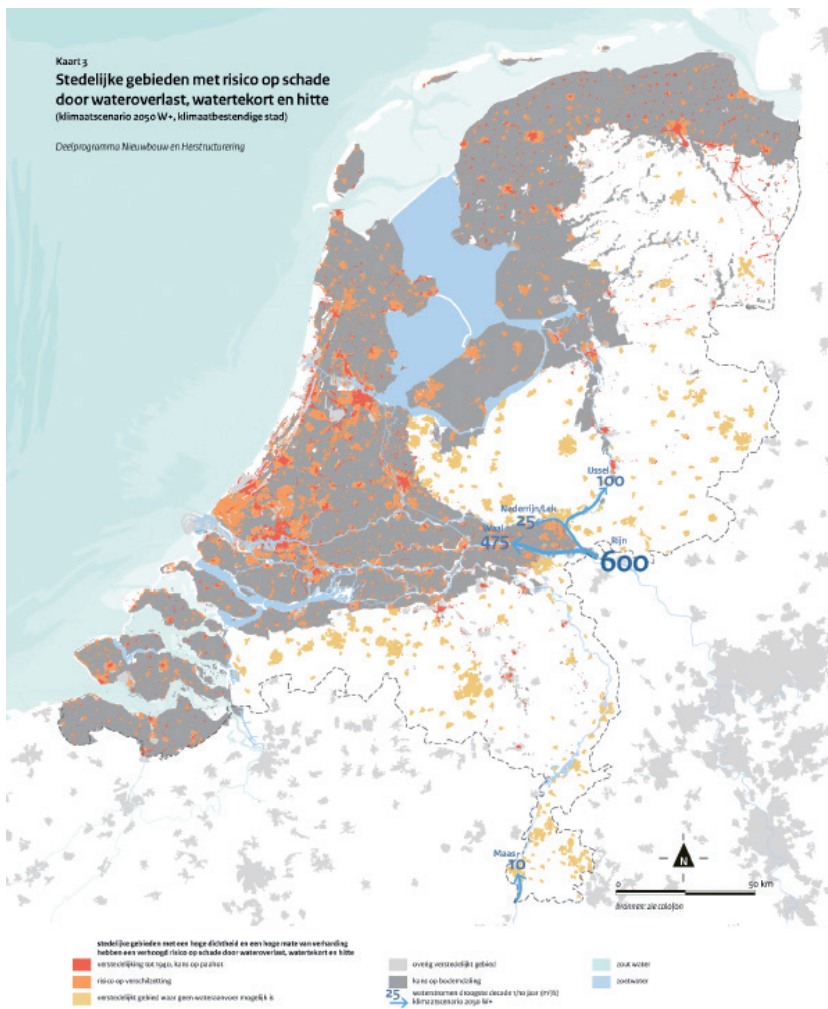 Kaart 3
Stedelijke gebieden met risico op schade
door wateroverlast, watertekort en hitte
(klimaatscenario 2050 W+, klimaatbestendige stad)
Deelprogramma Nieuwbouw en Herstructurering
IJssel
100
Nederrijn/Lek
25
Waal
475
Rijn
600
Maas
10
N
0
50 km
bronnen: zie colofon
stedelijke gebieden met een hoge dichtheid en een hoge mate van verharding
hebben een verhoogd risico op schade door wateroverlast, watertekort en hitte
verstedelijking tot 1940, kans op paalrot
risico op verschilzetting
verstedelijkt gebied waar geen wateraanvoer mogelijk is
overig verstedelijkt gebied
kans op bodemdaling
25
waterstromen droogste decade 1/10 jaar (m³/s)
klimaatscenario 2050 W+
zout water
zoetwater